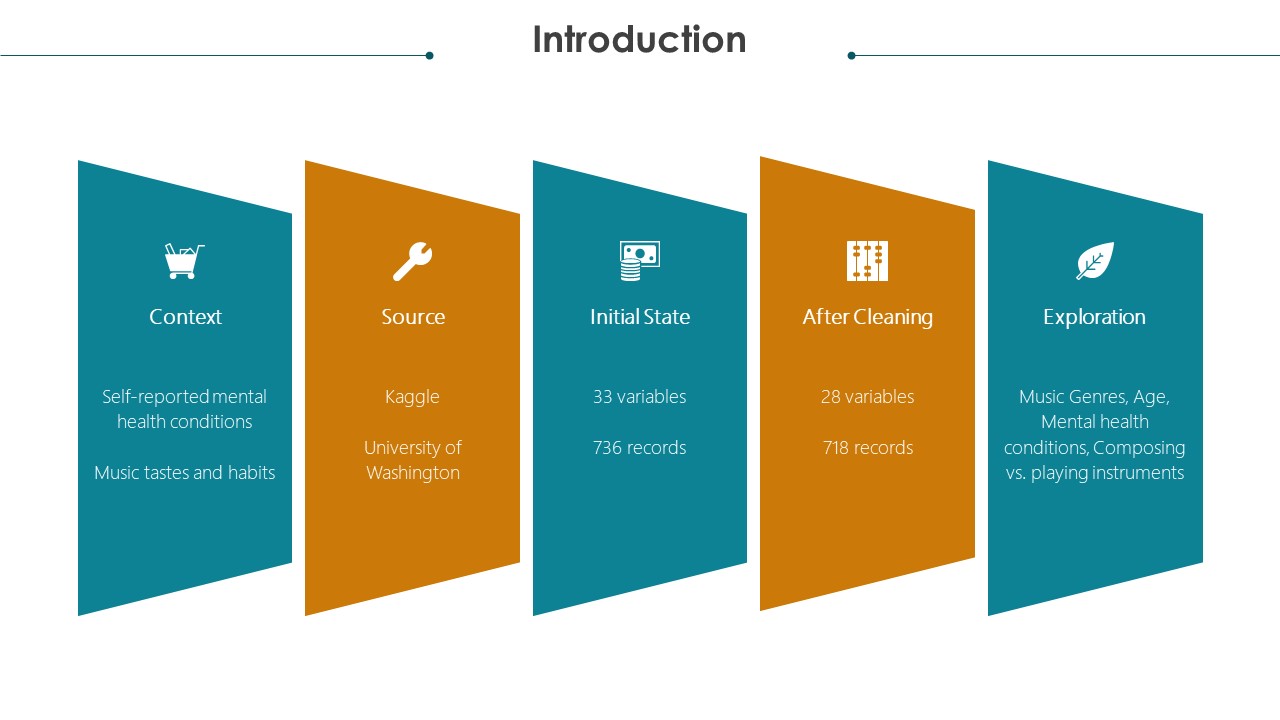 Introduction
Context
Self-reported mental
health conditions
Music tastes and habits
Source
Kaggle
University of
Washington
Initial State
33 variables
736 records
After Cleaning
28 variables
718 records
Exploration
Music Genres, Age,
Mental health
conditions, Composing
vs. playing instruments